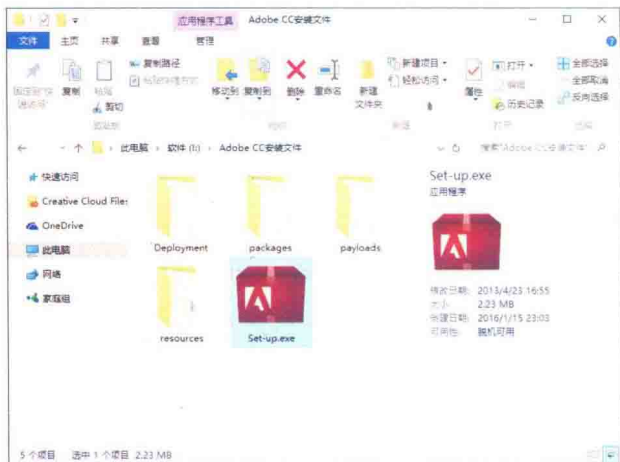 应用程序工具 Adobe CC安装文件
文件 主页 共享 查看 管理
复制 粘贴 复制路径 剪切
移动到 复制到 删除 重命名 新建文件夹 新建项目 轻松访问
属性 打开 历史记录 全部选择 全部取消 反向选择
此电脑 软件 (I:) Adobe CC安装文件
快速访问
Creative Cloud Files
OneDrive
此电脑
网络
家庭组
Deployment packages payloads
resources Set-up.exe
Set-up.exe
应用程序
修改日期: 2013/4/23 16:55
大小: 2.23 MB
创建日期: 2016/1/15 23:03
可用性: 脱机可用
5 个项目 选中 1 个项目 2.23 MB